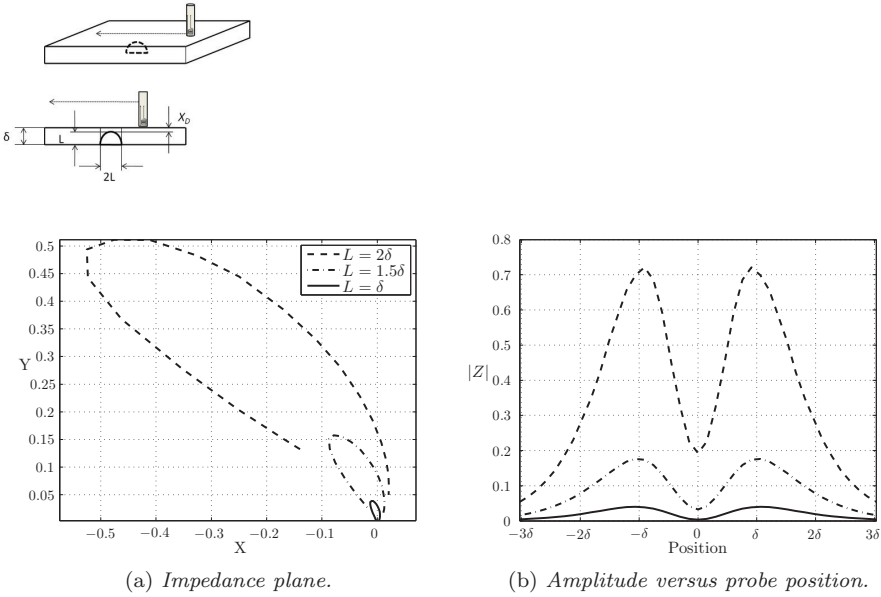 δ
L
X_D
2L
0.5
0.45
0.4
0.35
0.3
0.25
0.2
0.15
0.1
0.05
Y
−0.5
−0.4
−0.3
−0.2
−0.1
0
X
L = 2δ
L = 1.5δ
L = δ
(a) Impedance plane.
0.8
0.7
0.6
0.5
0.4
0.3
0.2
0.1
0
|Z|
−3δ
−2δ
−δ
0
δ
2δ
3δ
Position
(b) Amplitude versus probe position.